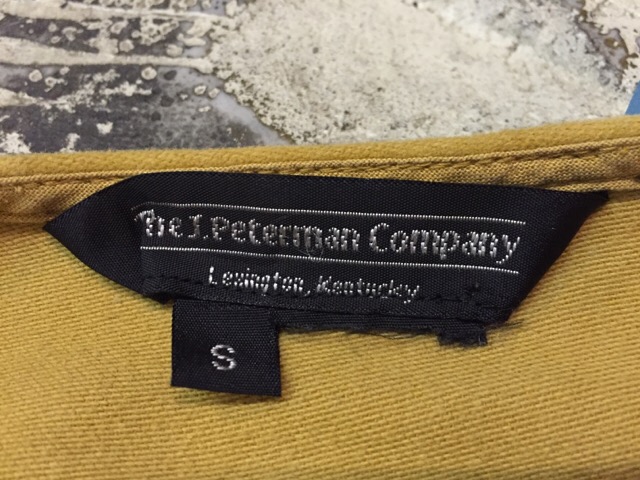 The J. Peterman Company
Lexington, Kentucky
S